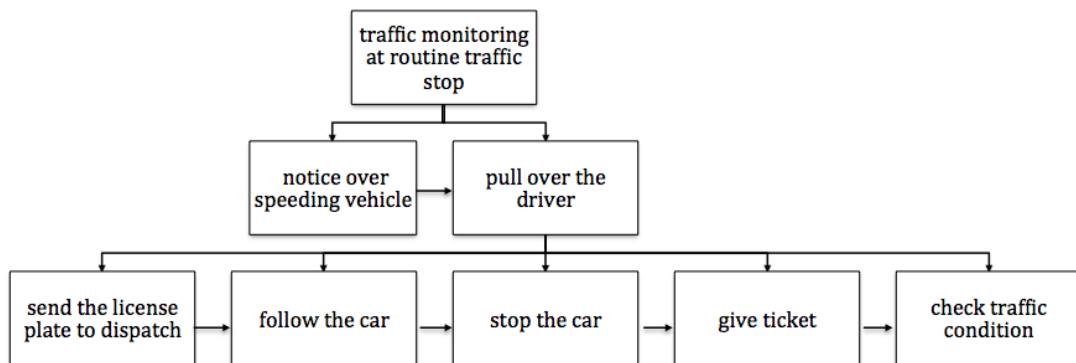 traffic monitoring
at routine traffic
stop
notice over
speeding vehicle
pull over the
driver
send the license
plate to dispatch
follow the car
stop the car
give ticket
check traffic
condition